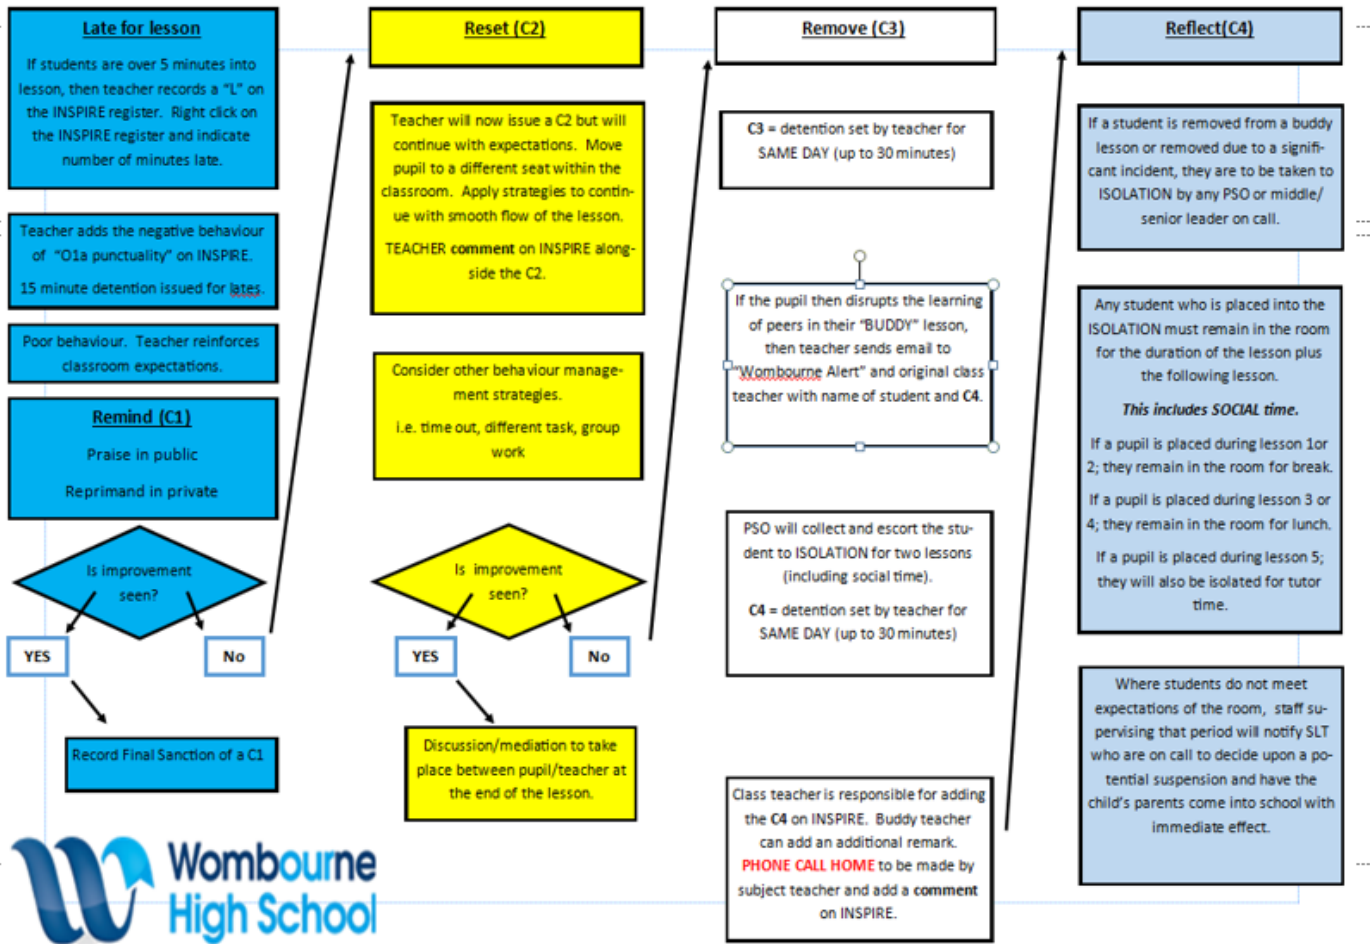 Late for lesson
If students are over 5 minutes into
lesson, then teacher records a “L” on
the INSPIRE register. Right click on
the INSPIRE register and indicate
number of minutes late.
Teacher adds the negative behaviour
of “O1a punctuality” on INSPIRE.
15 minute detention issued for lates.
Poor behaviour. Teacher reinforces
classroom expectations.
Remind (C1)
Praise in public
Reprimand in private
Is improvement
seen?
YES
No
Record Final Sanction of a C1
Reset (C2)
Teacher will now issue a C2 but will
continue with expectations. Move
pupil to a different seat within the
classroom. Apply strategies to contin-
ue with smooth flow of the lesson.
TEACHER comment on INSPIRE along-
side the C2.
Consider other behaviour manage-
ment strategies.
i.e. time out, different task, group
work
Is improvement
seen?
YES
No
Discussion/mediation to take
place between pupil/teacher at
the end of the lesson.
Remove (C3)
C3 = detention set by teacher for
SAME DAY (up to 30 minutes)
If the pupil then disrupts the learning
of peers in their “BUDDY” lesson,
then teacher sends email to
“Wombourne Alert” and original class
teacher with name of student and C4.
PSO will collect and escort the stu-
dent to ISOLATION for two lessons
(including social time).
C4 = detention set by teacher for
SAME DAY (up to 30 minutes)
Class teacher is responsible for adding
the C4 on INSPIRE. Buddy teacher
can add an additional remark.
PHONE CALL HOME to be made by
subject teacher and add a comment
on INSPIRE.
Reflect(C4)
If a student is removed from a buddy
lesson or removed due to a signifi-
cant incident, they are to be taken to
ISOLATION by any PSO or middle/
senior leader on call.
Any student who is placed into the
ISOLATION must remain in the room
for the duration of the lesson plus
the following lesson.
This includes SOCIAL time.
If a pupil is placed during lesson 1or
2; they remain in the room for break.
If a pupil is placed during lesson 3 or
4; they remain in the room for lunch.
If a pupil is placed during lesson 5;
they will also be isolated for tutor
time.
Where students do not meet
expectations of the room, staff su-
pervising that period will notify SLT
who are on call to decide upon a po-
tential suspension and have the
child’s parents come into school with
immediate effect.
Wombourne
High School